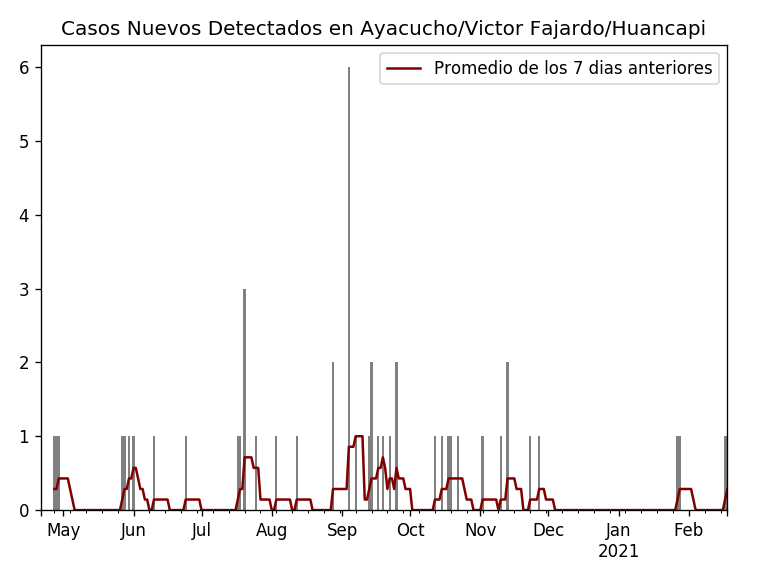 Casos Nuevos Detectados en Ayacucho/Victor Fajardo/Huancapi
Promedio de los 7 dias anteriores
6
5
4
3
2
1
0
May Jun Jul Aug Sep Oct Nov Dec Jan Feb
2021